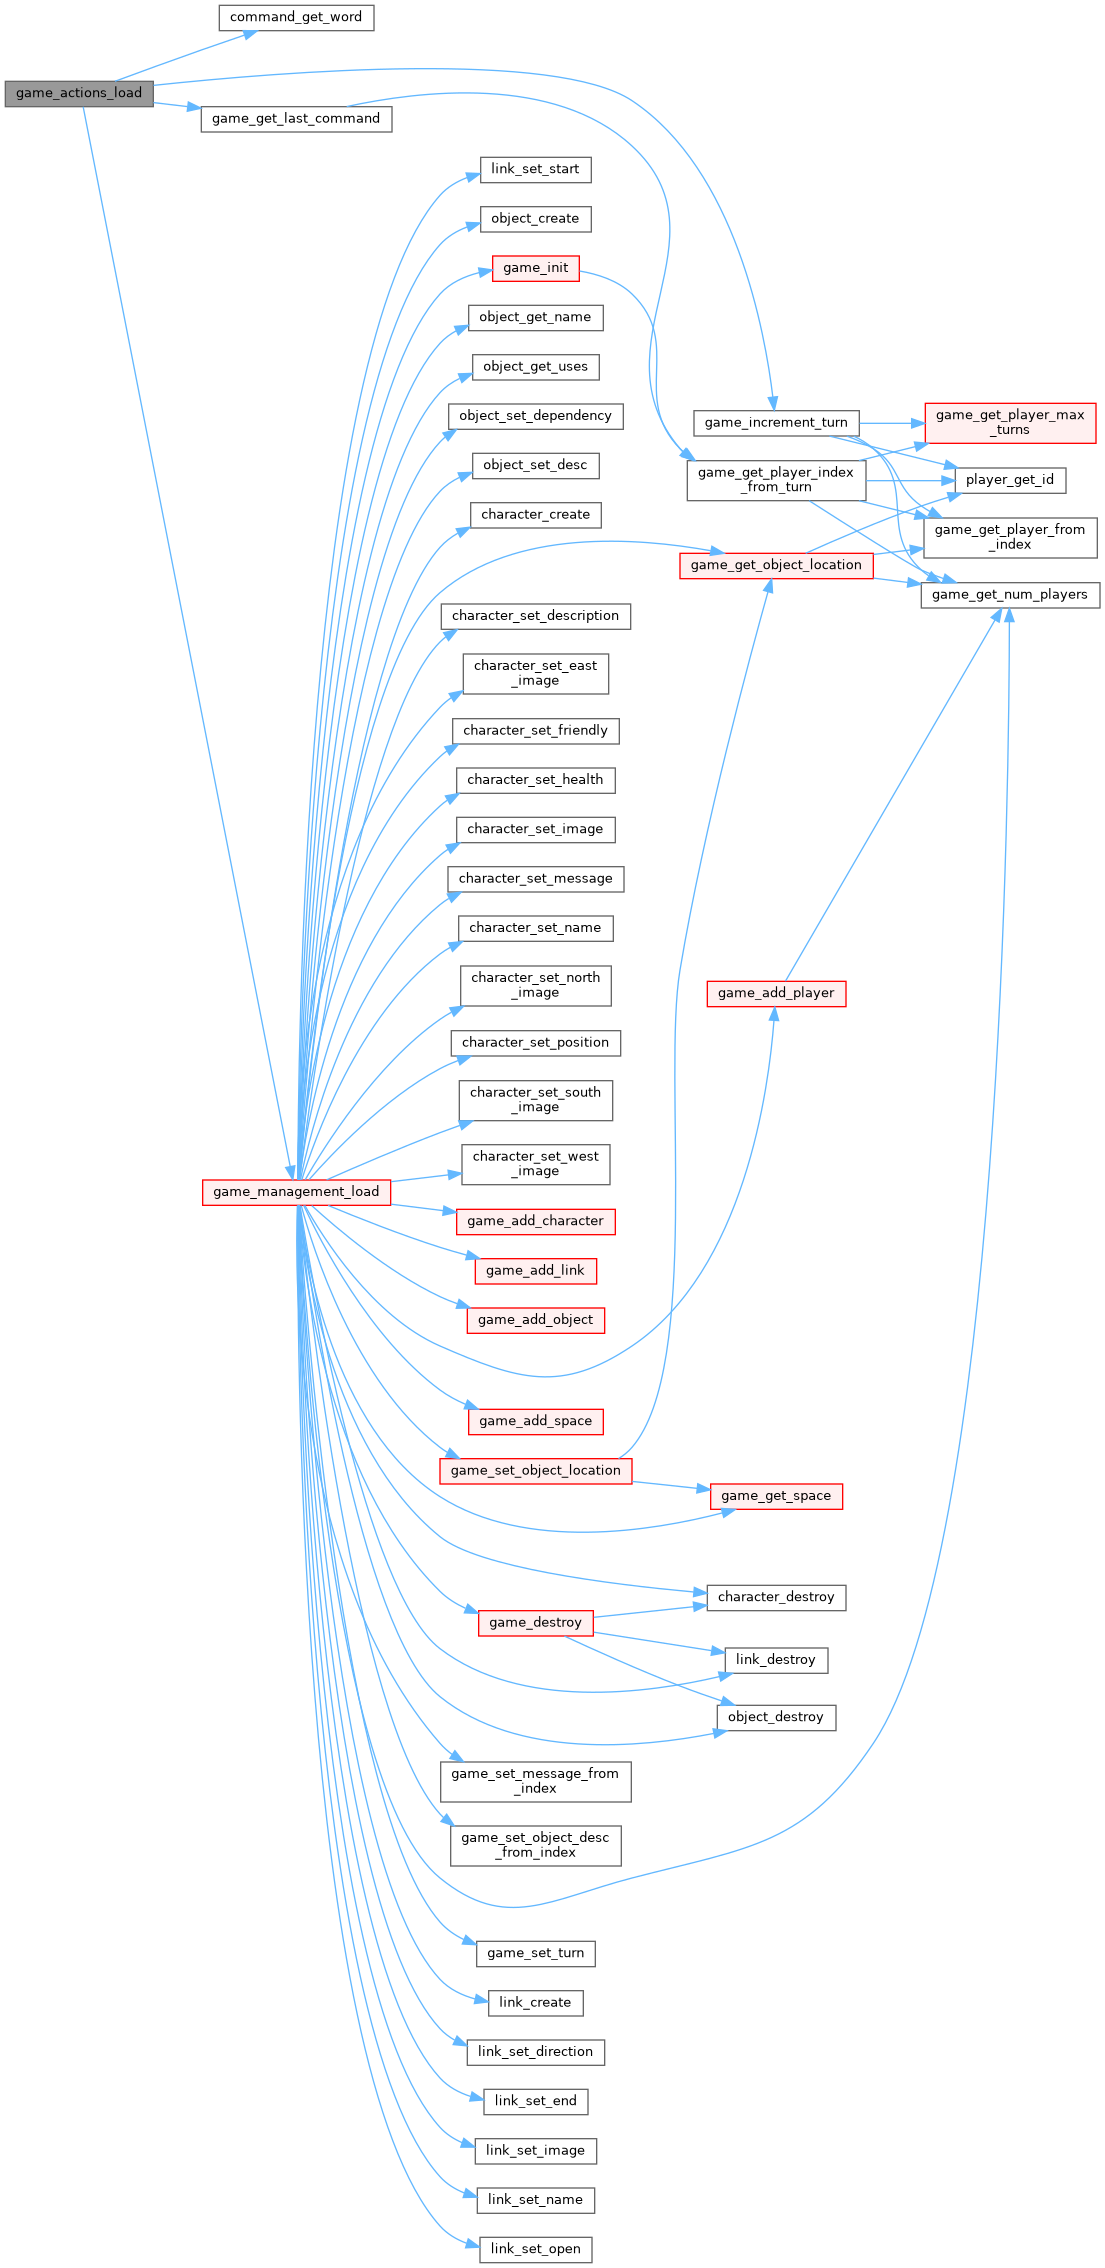 command_get_word
game_actions_load
game_get_last_command
link_set_start
object_create
game_init
object_get_name
object_get_uses
object_set_dependency
object_set_desc
character_create
game_increment_turn
game_get_player_max
_turns
game_get_player_index
_from_turn
player_get_id
game_get_player_from
_index
game_get_object_location
game_get_num_players
character_set_description
character_set_east
_image
character_set_friendly
character_set_health
character_set_image
character_set_message
character_set_name
character_set_north
_image
game_add_player
character_set_position
character_set_south
_image
character_set_west
_image
game_management_load
game_add_character
game_add_link
game_add_object
game_add_space
game_set_object_location
game_get_space
character_destroy
game_destroy
link_destroy
object_destroy
game_set_message_from
_index
game_set_object_desc
_from_index
game_set_turn
link_create
link_set_direction
link_set_end
link_set_image
link_set_name
link_set_open